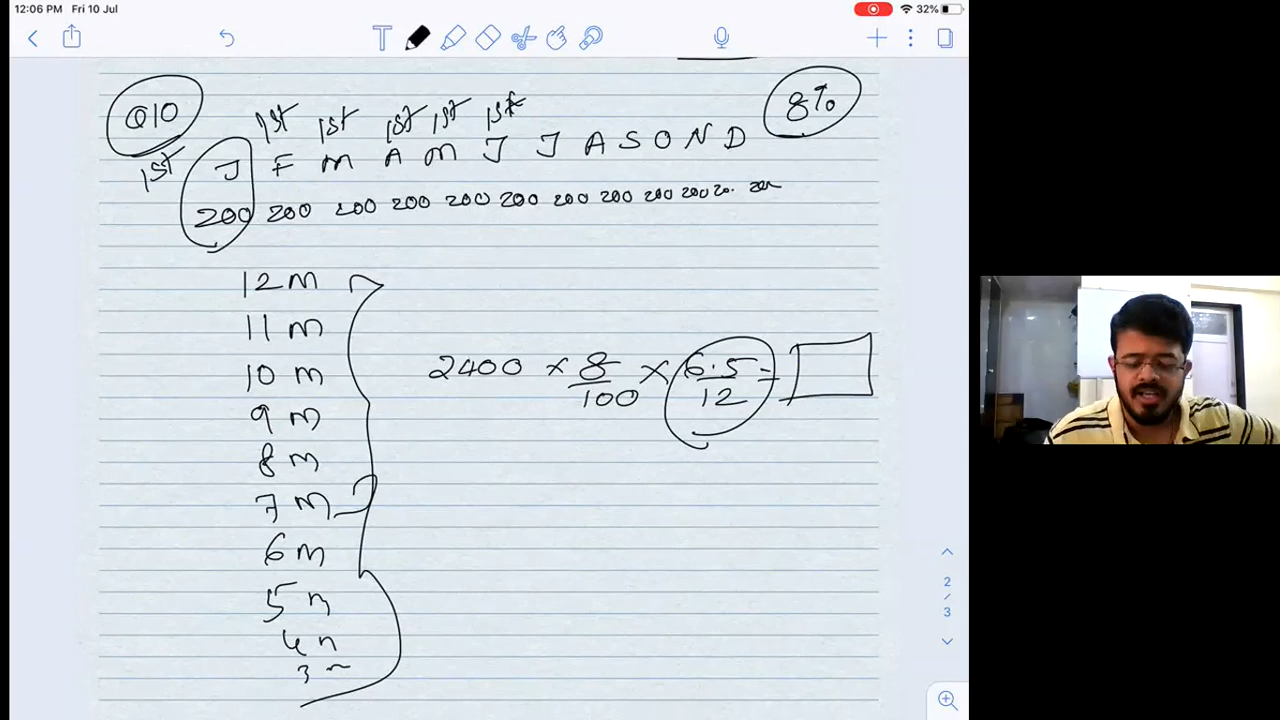 12:06 PM Fri 10 Jul
32%
Q10
1st 1st 1st 1st 1st 1st
8%
J F M A M J J A S O N D
200 200 200 200 200 200 200 200 200 200 20.
12 m
11 m
10 m
9 m
8 m
7 m
6 m
5 m
4 m
3 m
2400 × 8/100 × 6.5/12 =
2
/
3